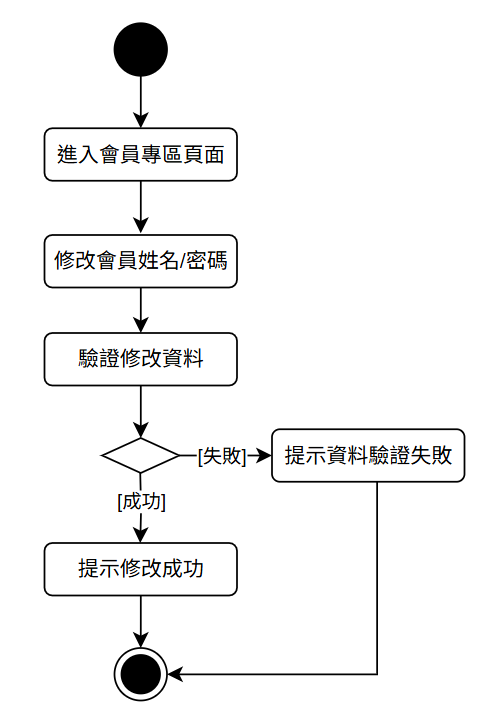 進入會員專區頁面
修改會員姓名/密碼
驗證修改資料
[失敗]
提示資料驗證失敗
[成功]
提示修改成功